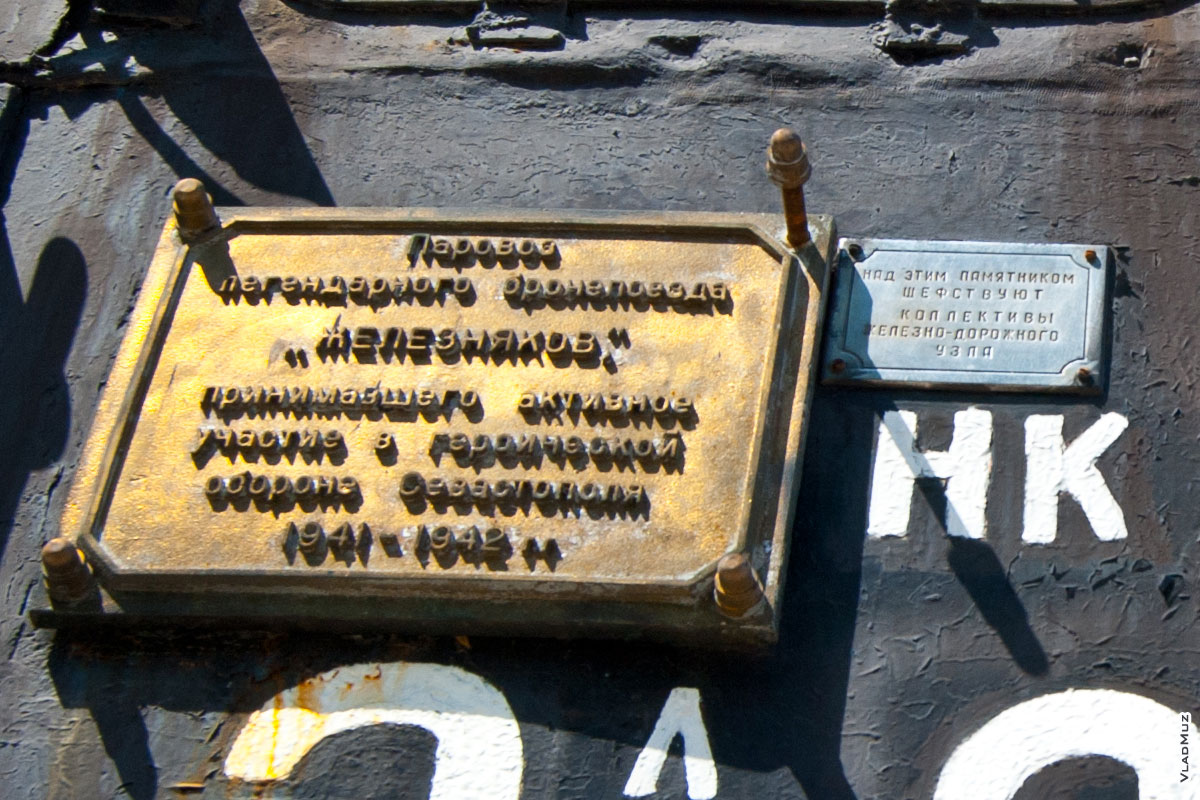 Паровоз
легендарного бронепоезда
„ЖЕЛЕЗНЯКОВ,"
принимавшего активное
участие в героической
обороне Севастополя
1941 - 1942 гг.
НАД ЭТИМ ПАМЯТНИКОМ
ШЕФСТВУЮТ
КОЛЛЕКТИВЫ
ЖЕЛЕЗНО-ДОРОЖНОГО
УЗЛА
НК
VLADMUZ